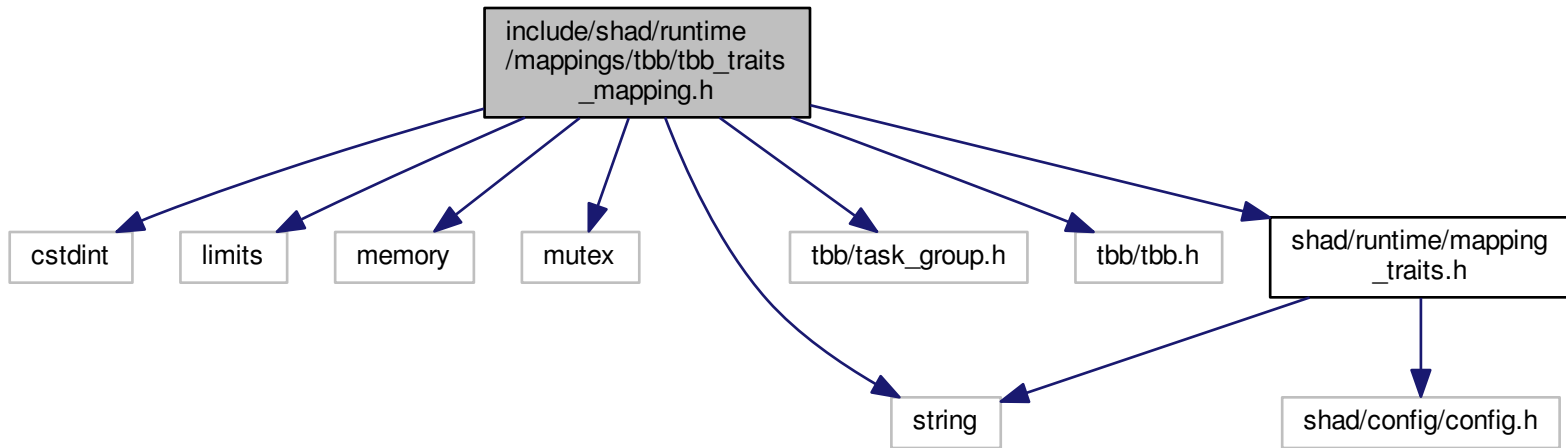 include/shad/runtime
/mappings/tbb/tbb_traits
_mapping.h
cstdint
limits
memory
mutex
tbb/task_group.h
tbb/tbb.h
shad/runtime/mapping
_traits.h
string
shad/config/config.h